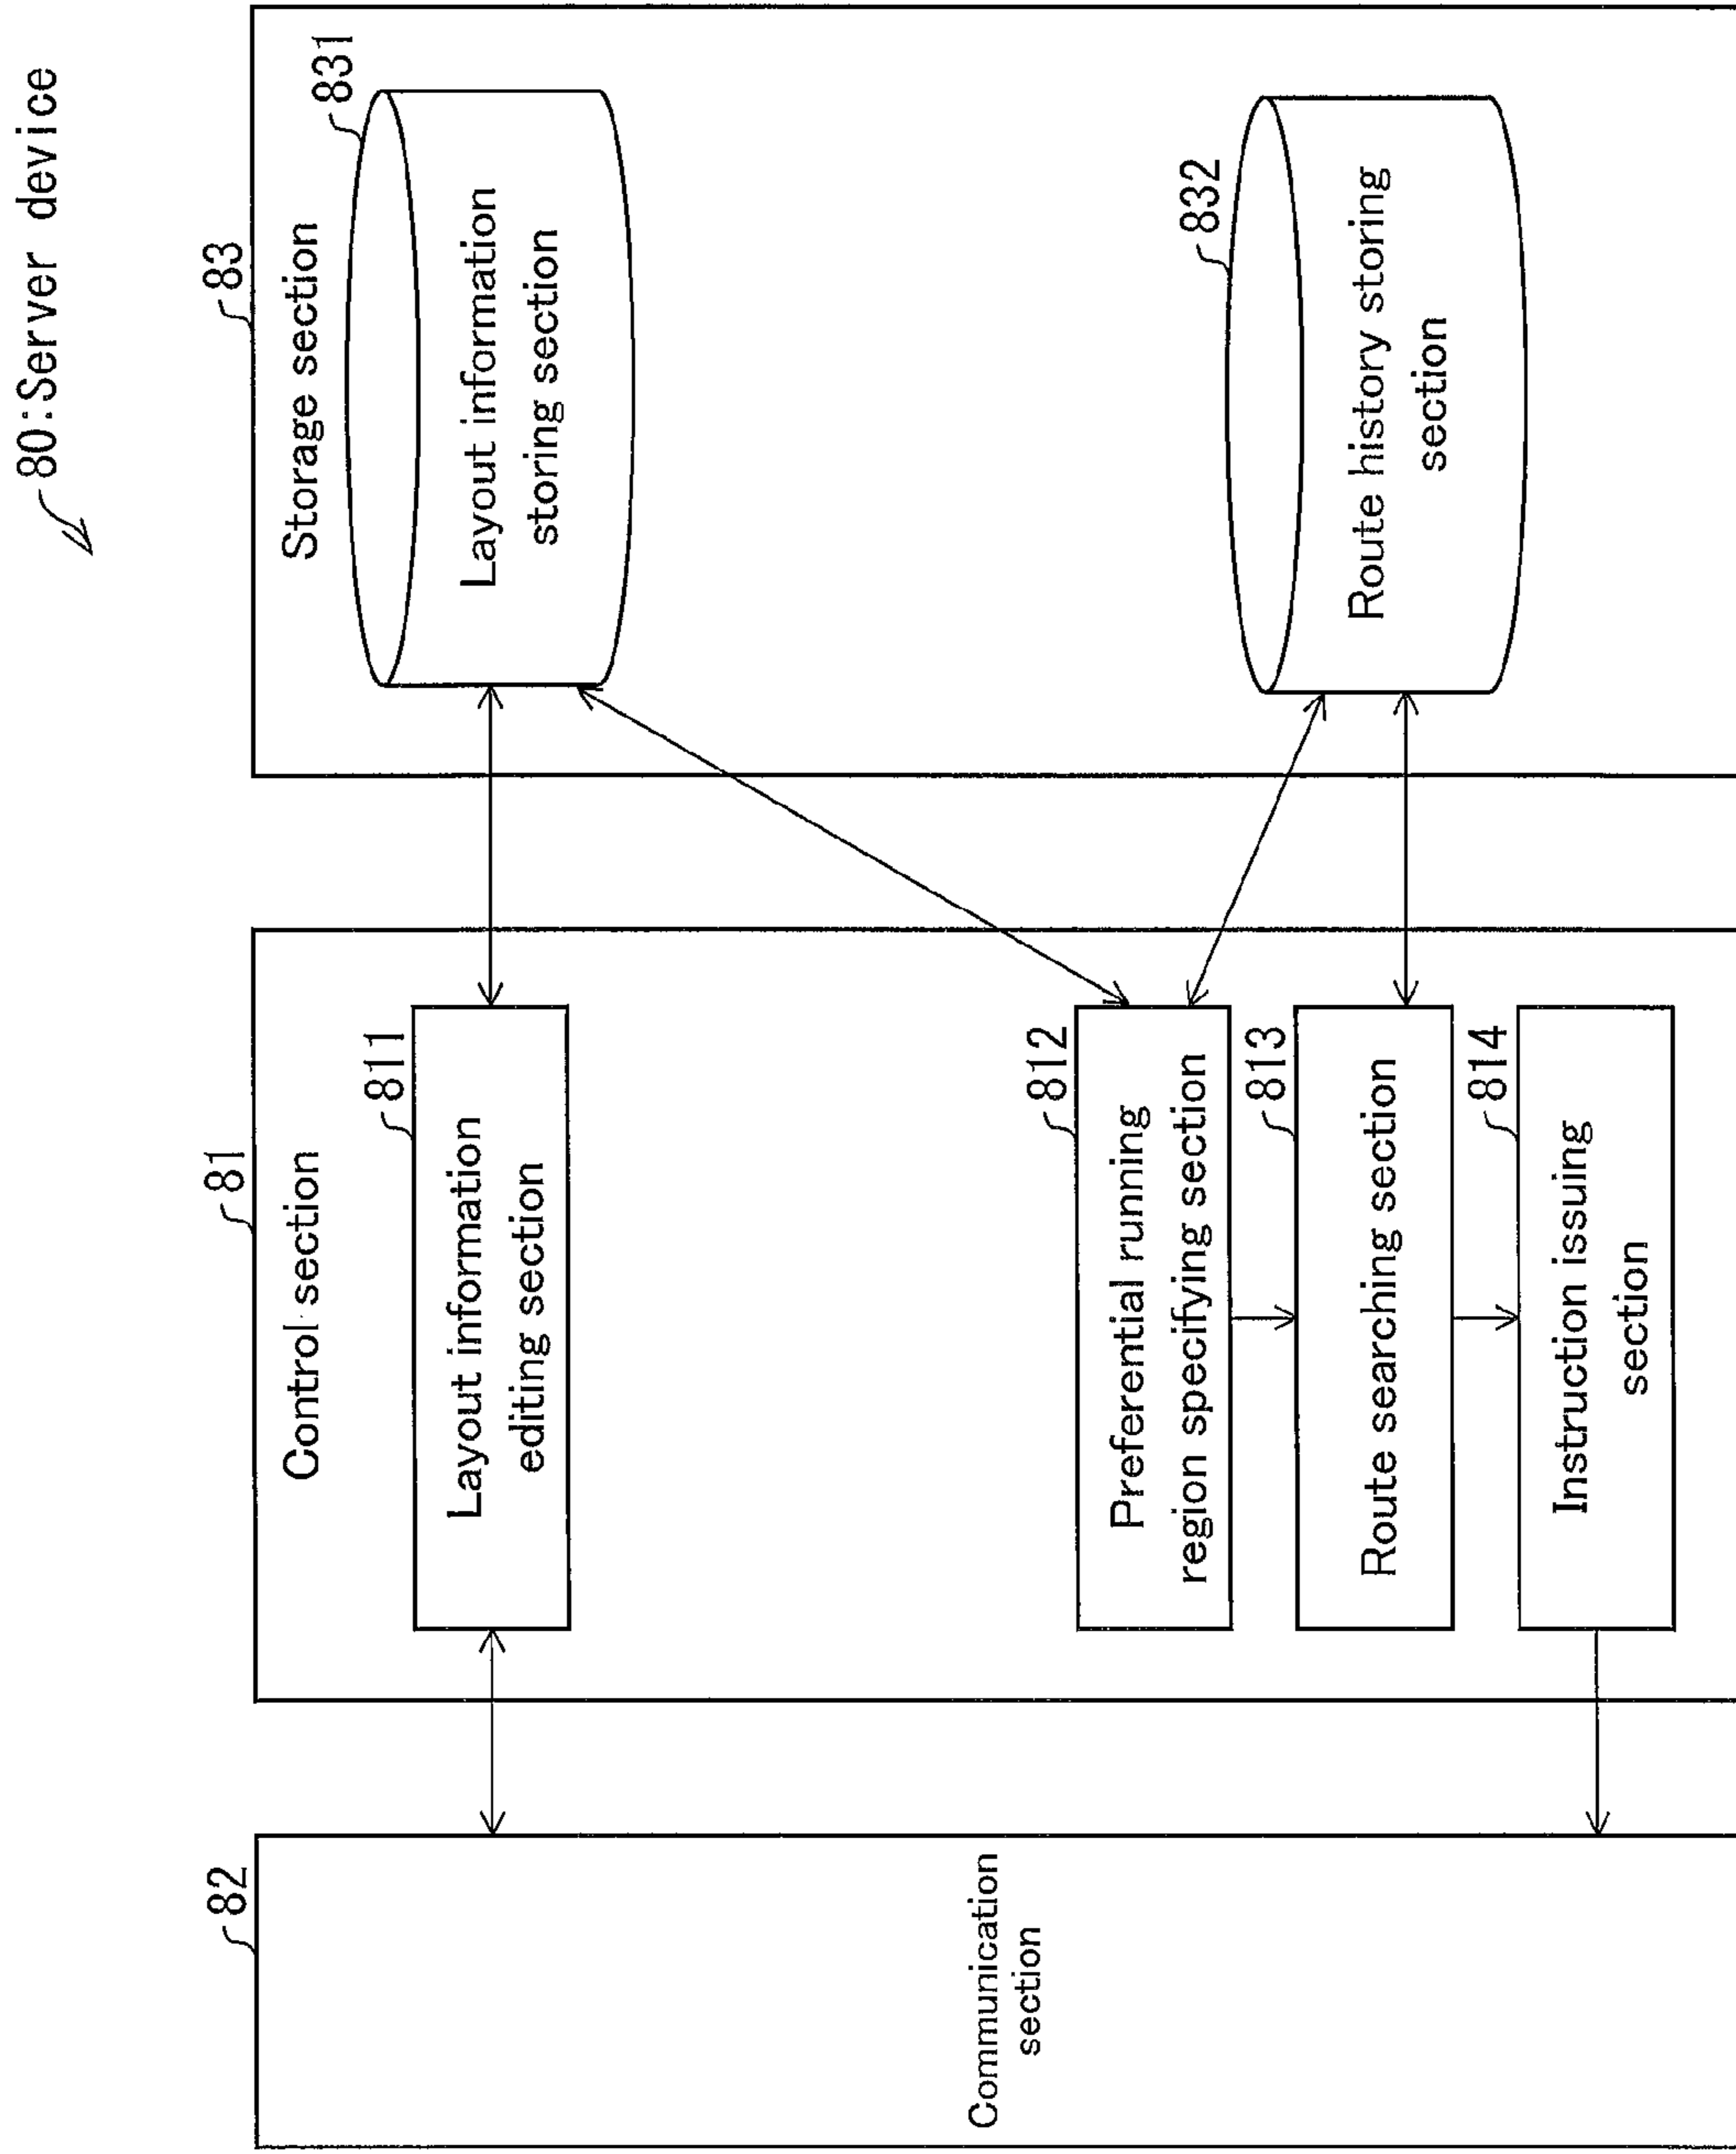 80:Server device
82
Communication
section
81
Control section
811
Layout information
editing section
812
Preferential running
region specifying section
813
Route searching section
814
Instruction issuing
section
83
Storage section
831
Layout information
storing section
832
Route history storing
section